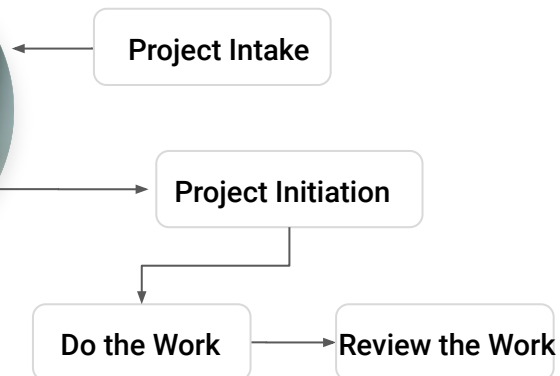 Project Intake
Project Initiation
Do the Work
Review the Work